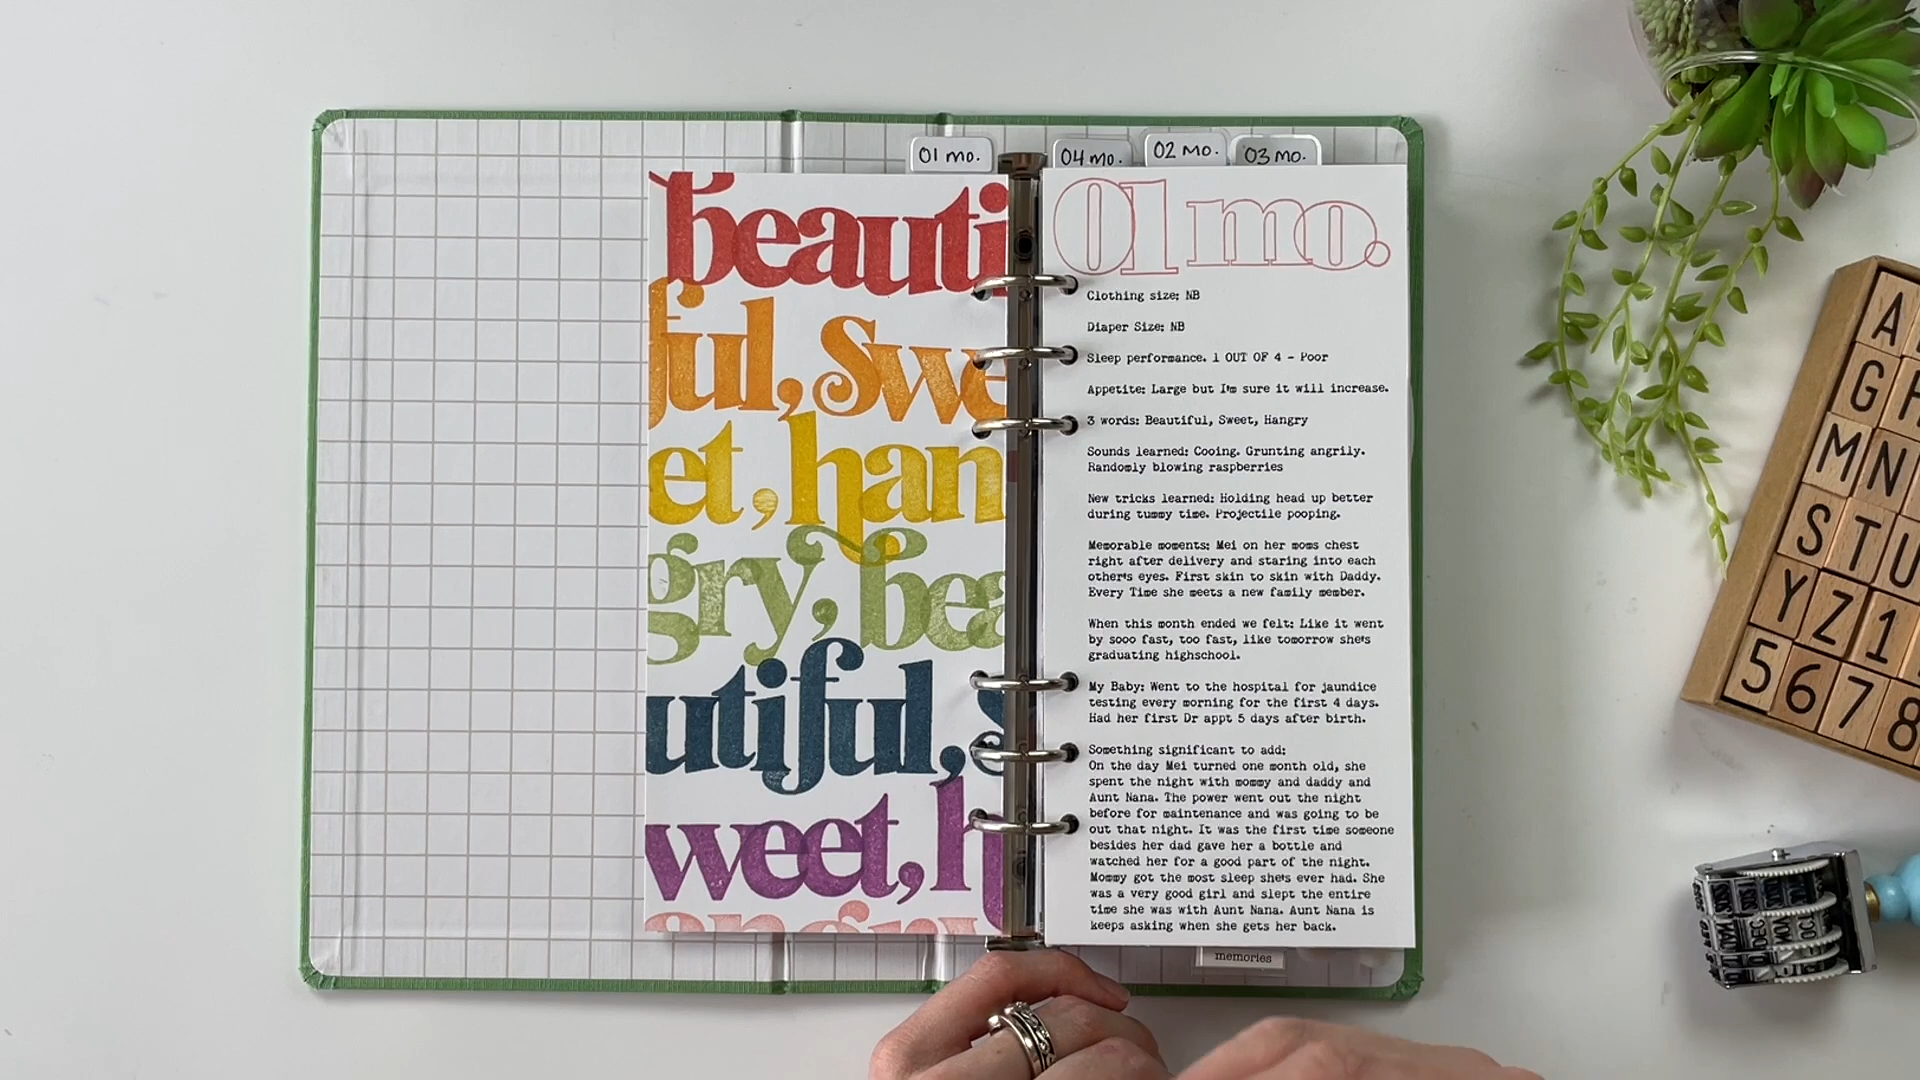 01 mo.
04 mo.
02 mo.
03 mo.
beauti
ful, swe
et, han
gry, bea
utiful, s
weet, h
angry
01 mo.
Clothing size: NB
Diaper Size: NB
Sleep performance. 1 OUT OF 4 - Poor
Appetite: Large but I'm sure it will increase.
3 words: Beautiful, Sweet, Hangry
Sounds learned: Cooing. Grunting angrily.
Randomly blowing raspberries
New tricks learned: Holding head up better
during tummy time. Projectile pooping.
Memorable moments: Mei on her moms chest
right after delivery and staring into each
other's eyes. First skin to skin with Daddy.
Every Time she meets a new family member.
When this month ended we felt: Like it went
by sooo fast, too fast, like tomorrow she's
graduating highschool.
My Baby: Went to the hospital for jaundice
testing every morning for the first 4 days.
Had her first Dr appt 5 days after birth.
Something significant to add:
On the day Mei turned one month old, she
spent the night with mommy and daddy and
Aunt Nana. The power went out the night
before for maintenance and was going to be
out that night. It was the first time someone
besides her dad gave her a bottle and
watched her for a good part of the night.
Mommy got the most sleep she's ever had. She
was a very good girl and slept the entire
time she was with Aunt Nana. Aunt Nana is
keeps asking when she gets her back.
memories
A
G H
M N
S T U
Y Z 1
5 6 7 8
DEC NOV OCT